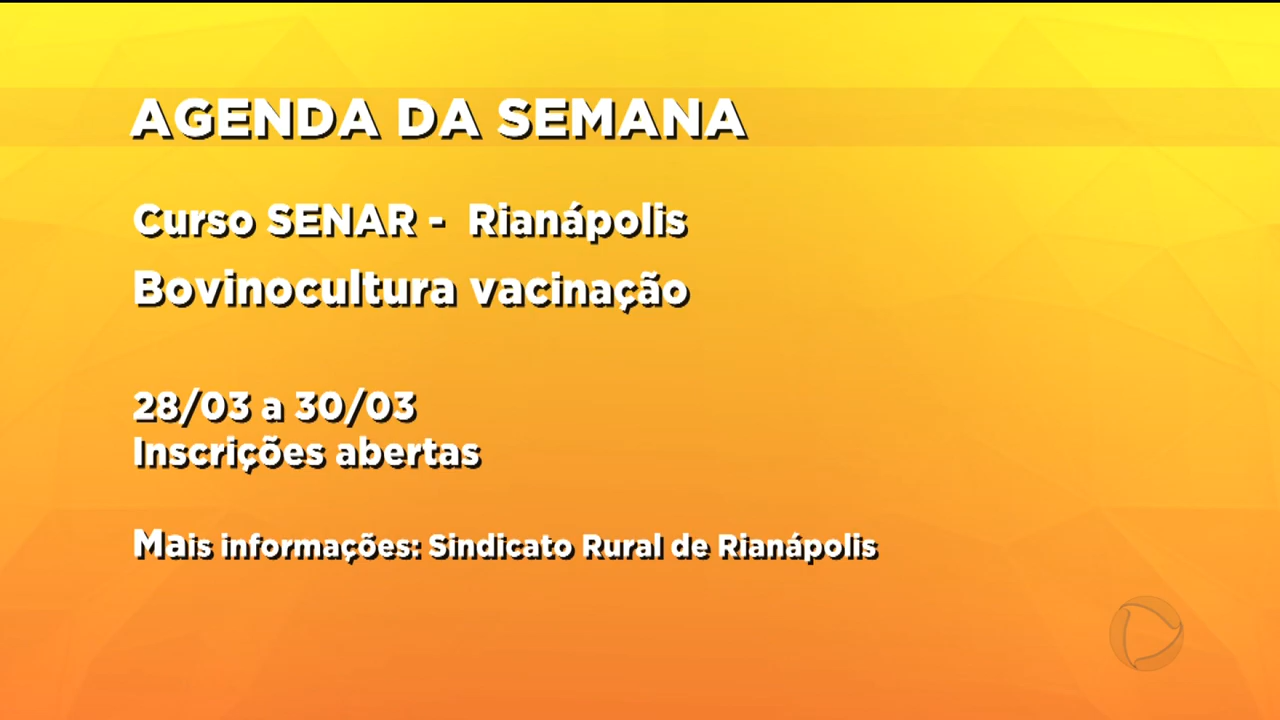 AGENDA DA SEMANA
Curso SENAR - Rianápolis
Bovinocultura vacinação
28/03 a 30/03
Inscrições abertas
Mais informações: Sindicato Rural de Rianápolis